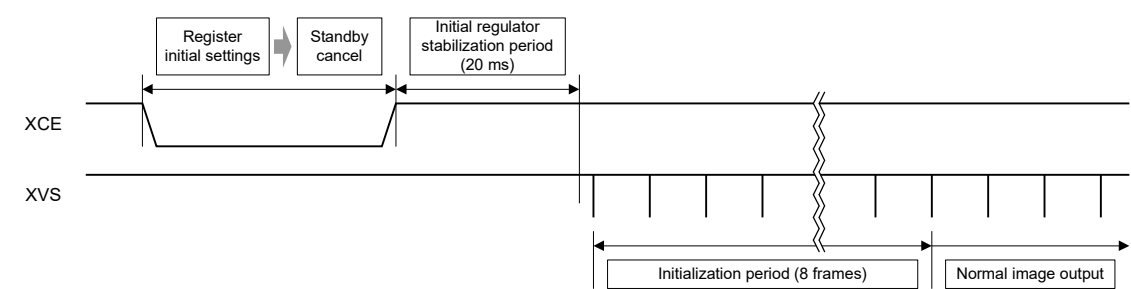 Register
initial settings
Standby
cancel
Initial regulator
stabilization period
(20 ms)
XCE
XVS
Initialization period (8 frames)
Normal image output